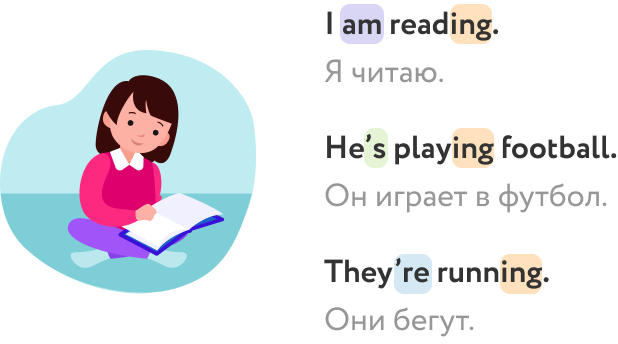 I am reading.
Я читаю.
He’s playing football.
Он играет в футбол.
They’re running.
Они бегут.